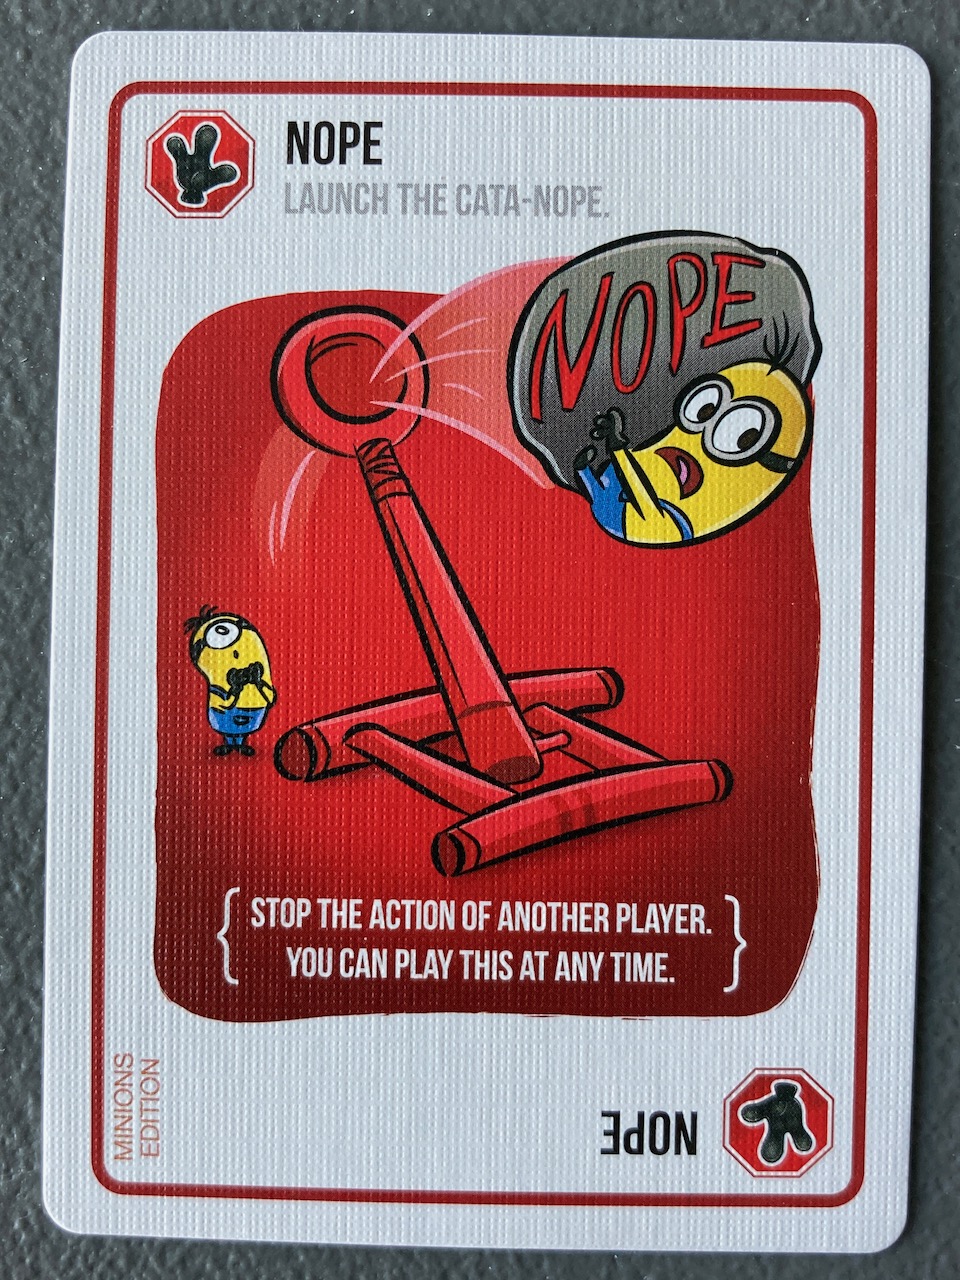 NOPE
LAUNCH THE CATA-NOPE.
NOPE
STOP THE ACTION OF ANOTHER PLAYER.
YOU CAN PLAY THIS AT ANY TIME.
MINIONS
EDITION
NOPE